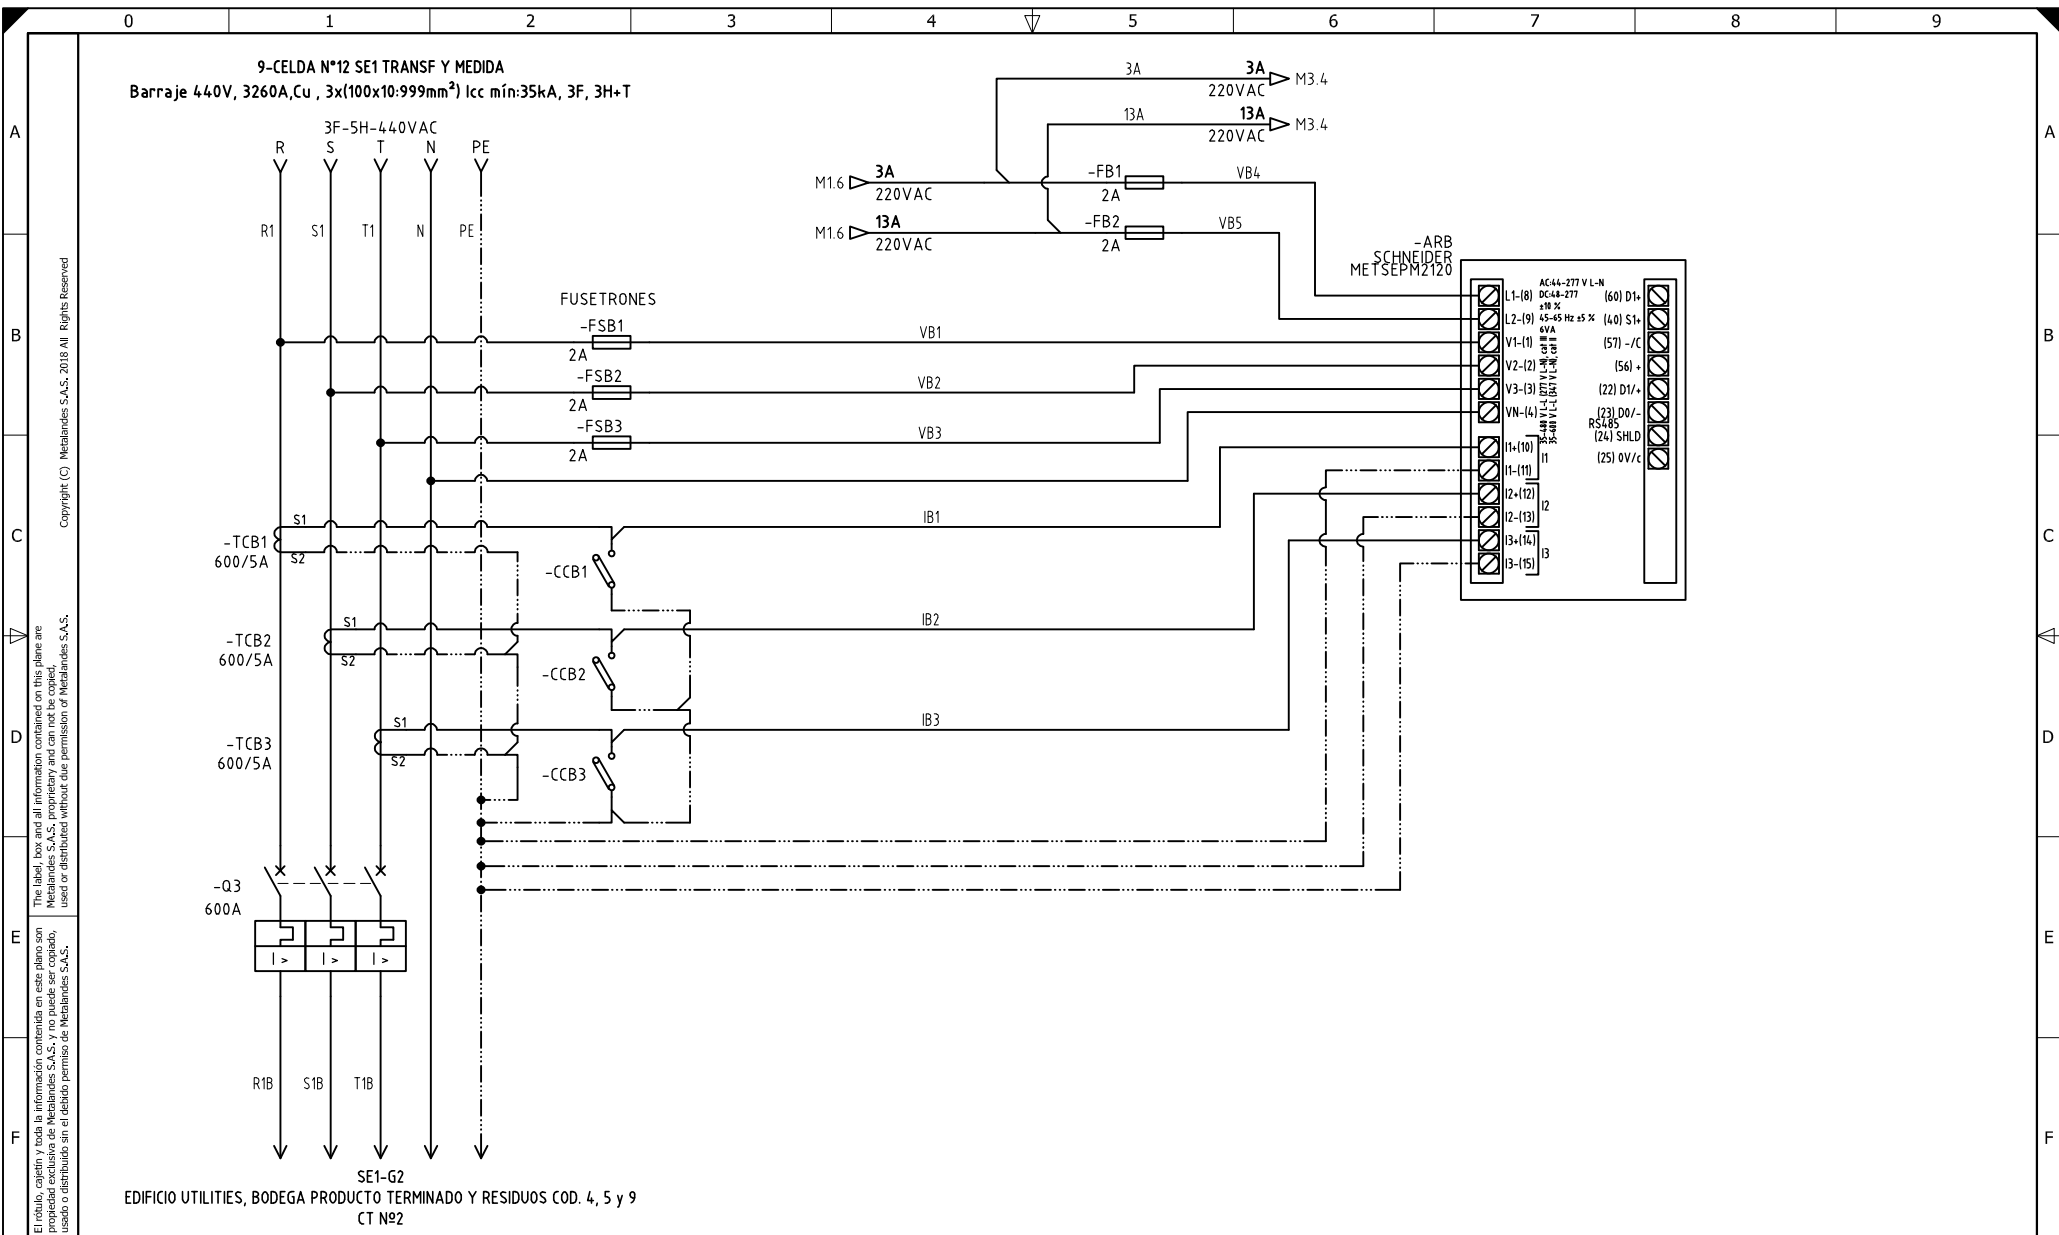 0 1 2 3 4 5 6 7 8 9
9-CELDA N°12 SE1 TRANSF Y MEDIDA
Barraje 440V, 3260A,Cu , 3x(100x10:999mm²) Icc mín:35kA, 3F, 3H+T
3F-5H-440VAC
R S T N PE
R1 S1 T1 N PE
3A 3A M3.4
220VAC
13A 13A M3.4
220VAC
M1.6 3A -FB1 VB4
220VAC 2A
M1.6 13A -FB2 VB5
220VAC 2A
-ARB
SCHNEIDER
METSEPM2120
FUSETRONES
-FSB1 VB1
2A
-FSB2 VB2
2A
-FSB3 VB3
2A
L1-(8)
L2-(9)
V1-(1)
V2-(2)
V3-(3)
VN-(4)
I1+(10)
I1-(11)
I2+(12)
I2-(13)
I3+(14)
I3-(15)
I1
I2
I3
AC:44-277 V L-N
DC:48-277
±10 %
45-65 Hz ±5 %
6VA
35-480 V L-L (277 V L-N), cat III
35-600 V L-L (347 V L-N), cat II
(60) D1+
(40) S1+
(57) -/C
(56) +
(22) D1/+
(23) D0/-
RS485
(24) SHLD
(25) 0V/c
-TCB1
600/5A
S1
S2
IB1
-CCB1
-TCB2
600/5A
S1
S2
IB2
-CCB2
-TCB3
600/5A
S1
S2
IB3
-CCB3
-Q3
600A
I > I > I >
R1B S1B T1B
SE1-G2
EDIFICIO UTILITIES, BODEGA PRODUCTO TERMINADO Y RESIDUOS COD. 4, 5 y 9
CT Nº2
A
B
C
D
E
F
A
B
C
D
E
F
Copyright (C) Metalandes S.A.S. 2018 All Rights Reserved
The label, box and all information contained on this plane are
Metalandes S.A.S. proprietary and can not be copied,
used or distributed without due permission of Metalandes S.A.S.
El rótulo, cajetín y toda la información contenida en este plano son
propiedad exclusiva de Metalandes S.A.S. y no puede ser copiado,
usado o distribuido sin el debido permiso de Metalandes S.A.S.